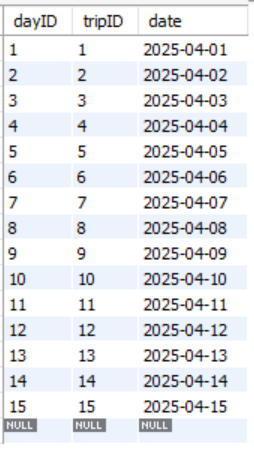 dayID tripID date
1 1 2025-04-01
2 2 2025-04-02
3 3 2025-04-03
4 4 2025-04-04
5 5 2025-04-05
6 6 2025-04-06
7 7 2025-04-07
8 8 2025-04-08
9 9 2025-04-09
10 10 2025-04-10
11 11 2025-04-11
12 12 2025-04-12
13 13 2025-04-13
14 14 2025-04-14
15 15 2025-04-15
NULL NULL NULL